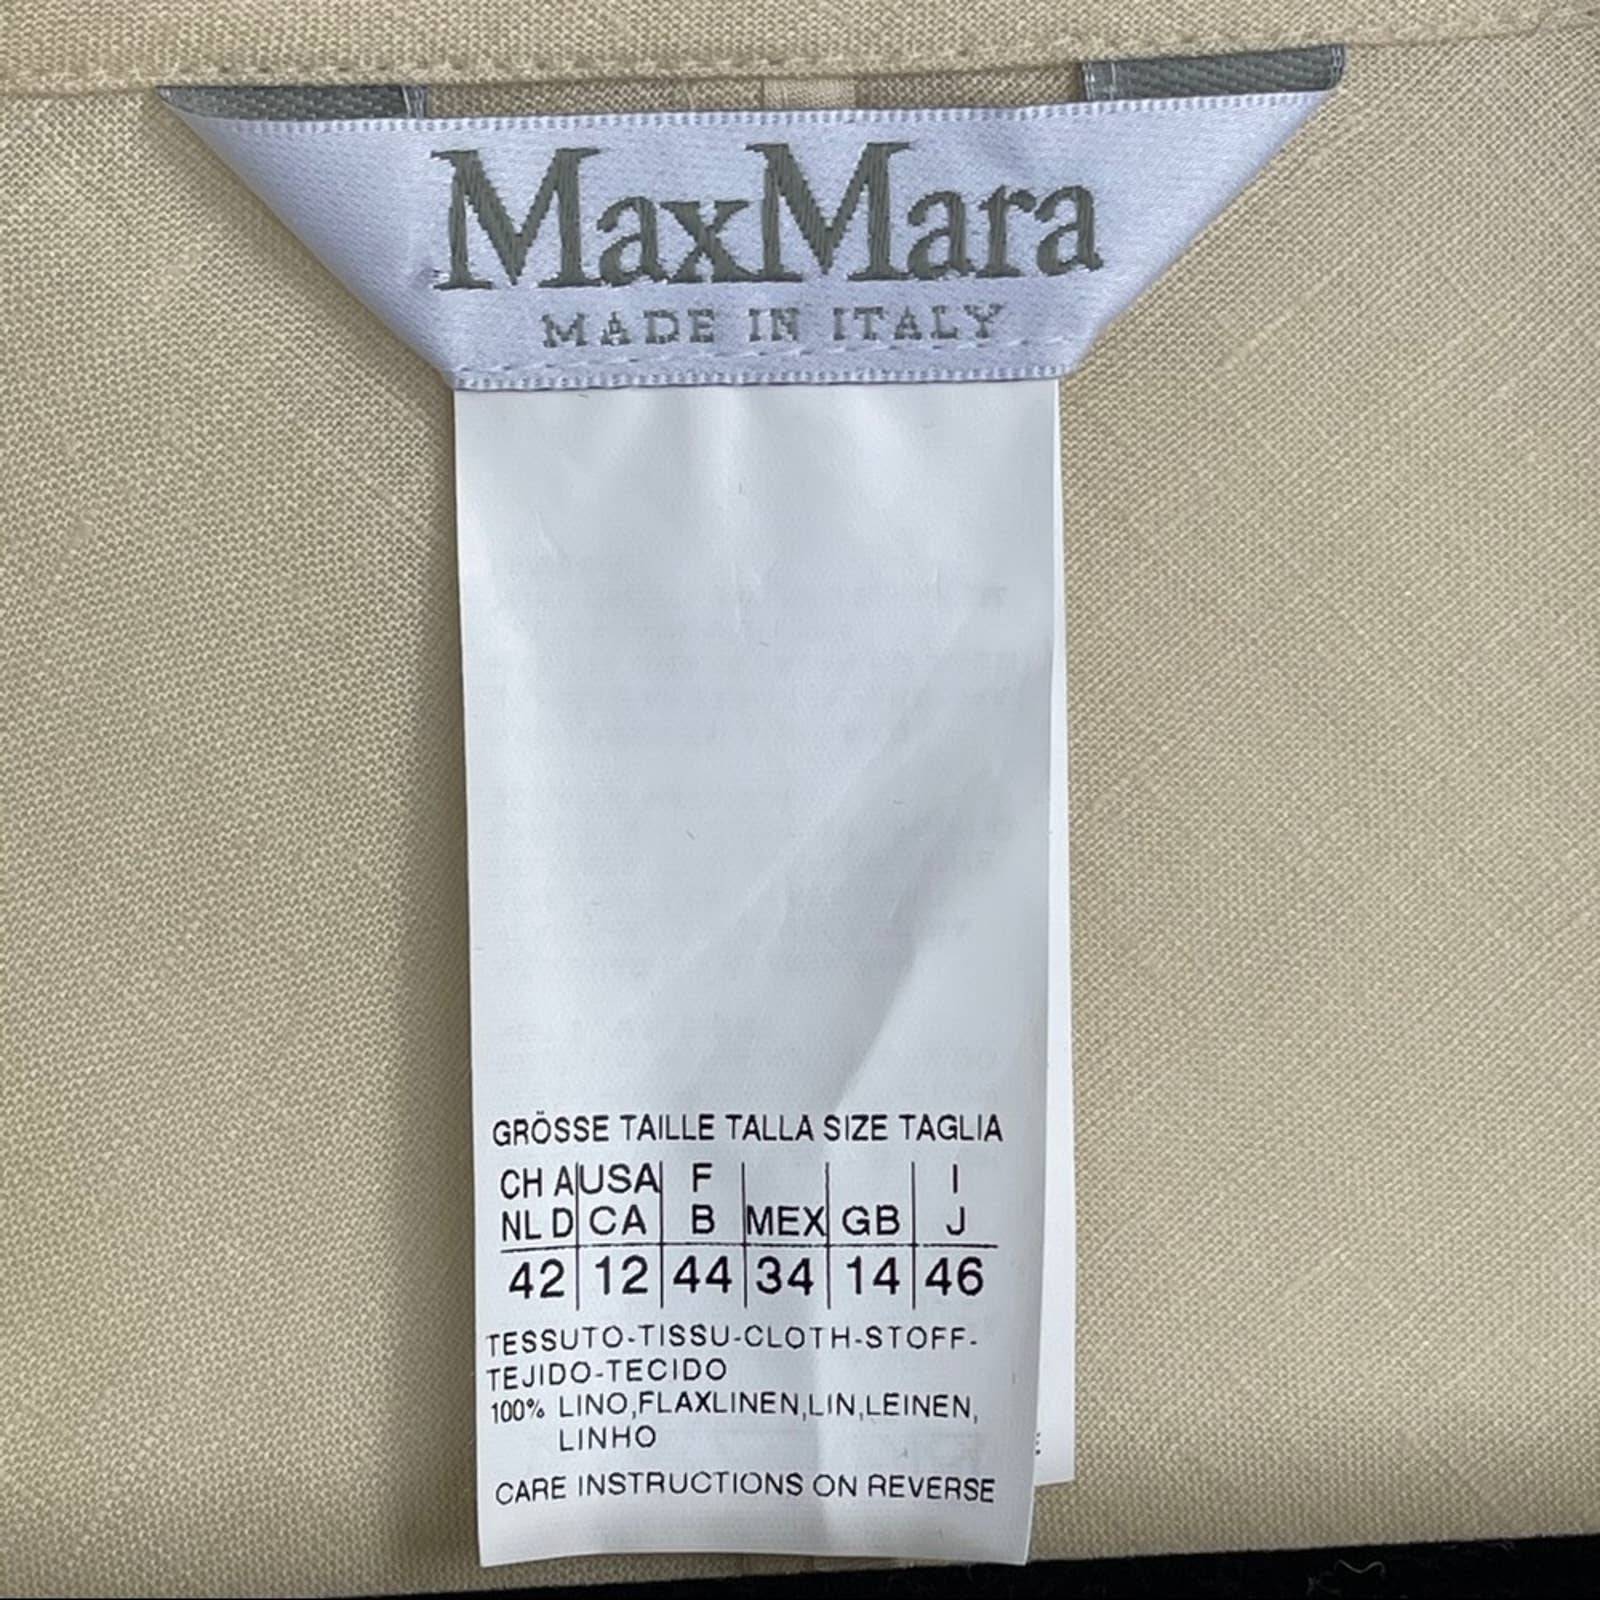 MaxMara
MADE IN ITALY
GRÖSSE TAILLE TALLA SIZE TAGLIA
CH A USA F I
NL D CA B MEX GB J
42 12 44 34 14 46
TESSUTO-TISSU-CLOTH-STOFF-
TEJIDO-TECIDO
100% LINO,FLAXLINEN,LIN,LEINEN,
LINHO
CARE INSTRUCTIONS ON REVERSE